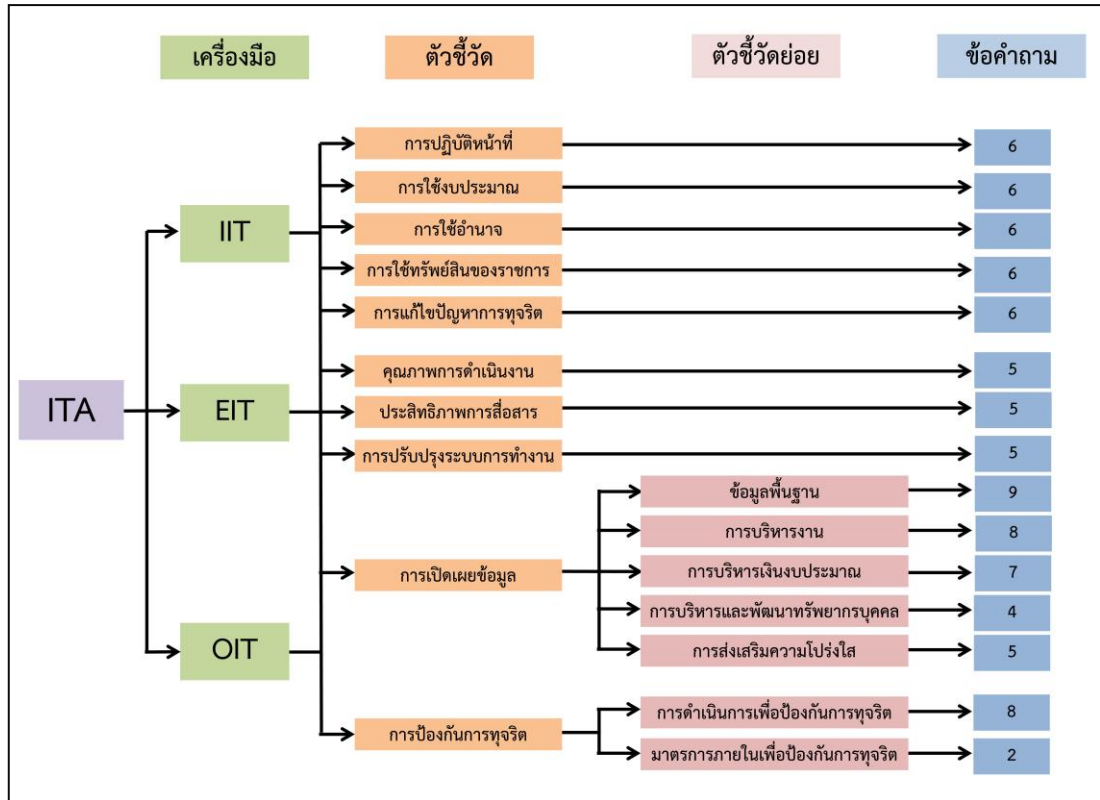 เครื่องมือ
ตัวชี้วัด
ตัวชี้วัดย่อย
ข้อคำถาม
ITA
IIT
การปฏิบัติหน้าที่
6
การใช้งบประมาณ
6
การใช้อำนาจ
6
การใช้ทรัพย์สินของราชการ
6
การแก้ไขปัญหาการทุจริต
6
EIT
คุณภาพการดำเนินงาน
5
ประสิทธิภาพการสื่อสาร
5
การปรับปรุงระบบการทำงาน
5
OIT
การเปิดเผยข้อมูล
ข้อมูลพื้นฐาน
9
การบริหารงาน
8
การบริหารเงินงบประมาณ
7
การบริหารและพัฒนาทรัพยากรบุคคล
4
การส่งเสริมความโปร่งใส
5
การป้องกันการทุจริต
การดำเนินการเพื่อป้องกันการทุจริต
8
มาตรการภายในเพื่อป้องกันการทุจริต
2